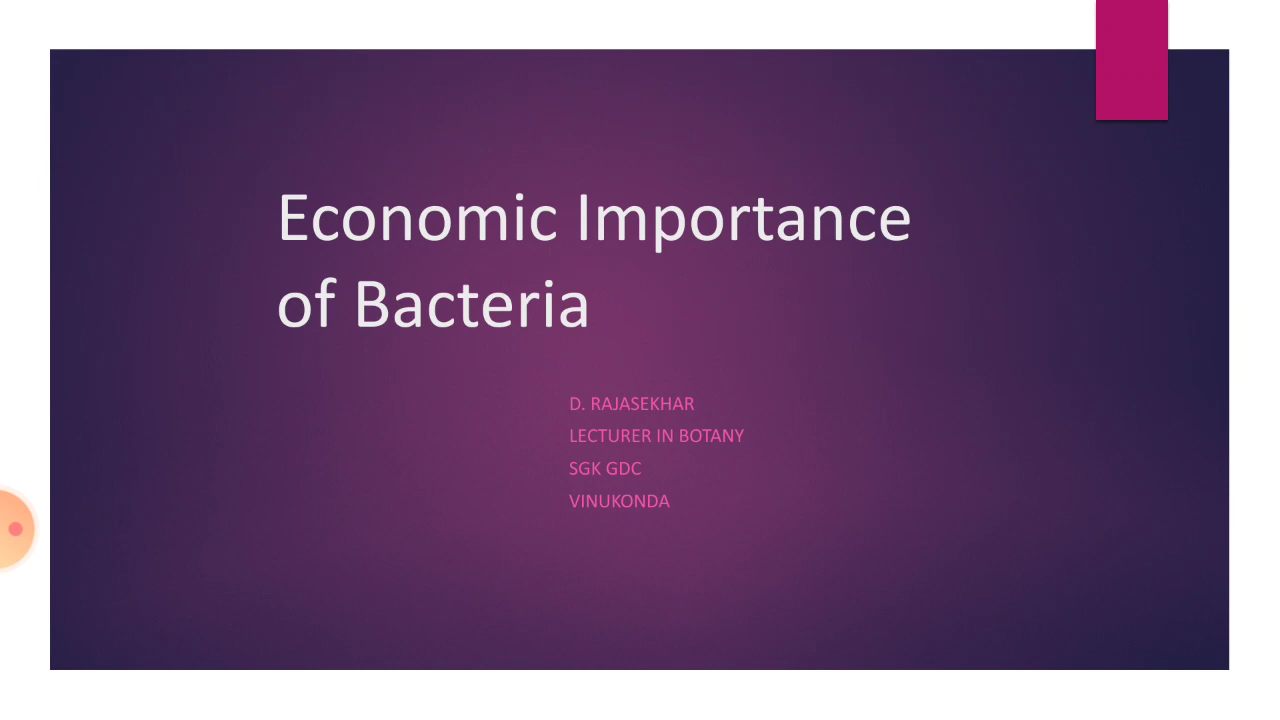 Economic Importance
of Bacteria
D. RAJASEKHAR
LECTURER IN BOTANY
SGK GDC
VINUKONDA